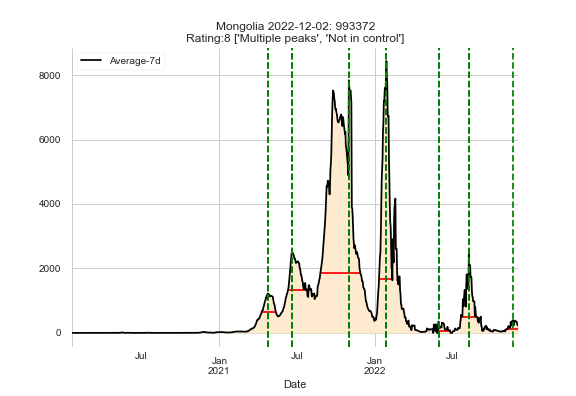 Mongolia 2022-12-02: 993372
Rating:8 ['Multiple peaks', 'Not in control']
Average-7d
8000
6000
4000
2000
0
Jul
Jan
2021
Jul
Jan
2022
Jul
Date